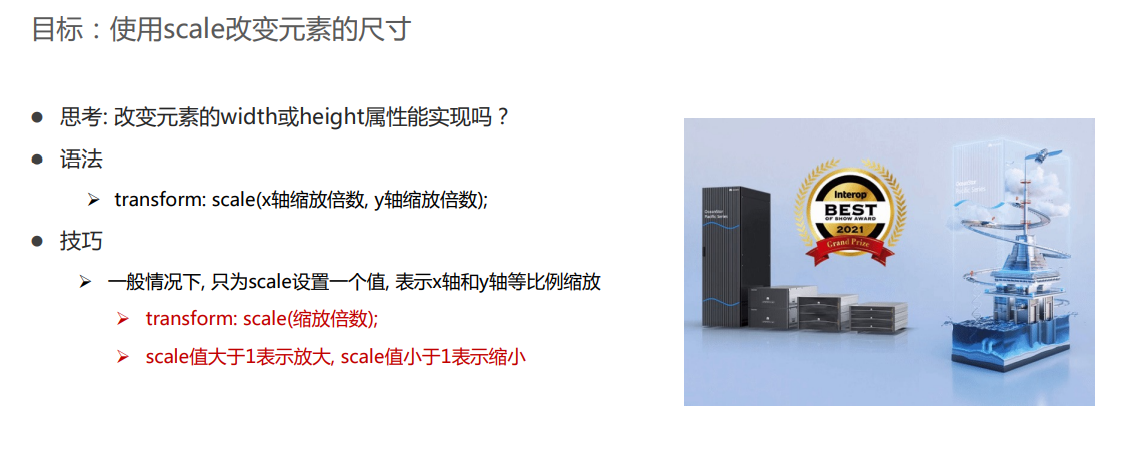 目标：使用scale改变元素的尺寸
思考: 改变元素的width或height属性能实现吗？
语法
transform: scale(x轴缩放倍数, y轴缩放倍数);
技巧
一般情况下, 只为scale设置一个值, 表示x轴和y轴等比例缩放
transform: scale(缩放倍数);
scale值大于1表示放大, scale值小于1表示缩小
OceanStor
Pacific Series
Interop
BEST
OF SHOW AWARD
2021
Grand Prize
OceanStor
Pacific Series